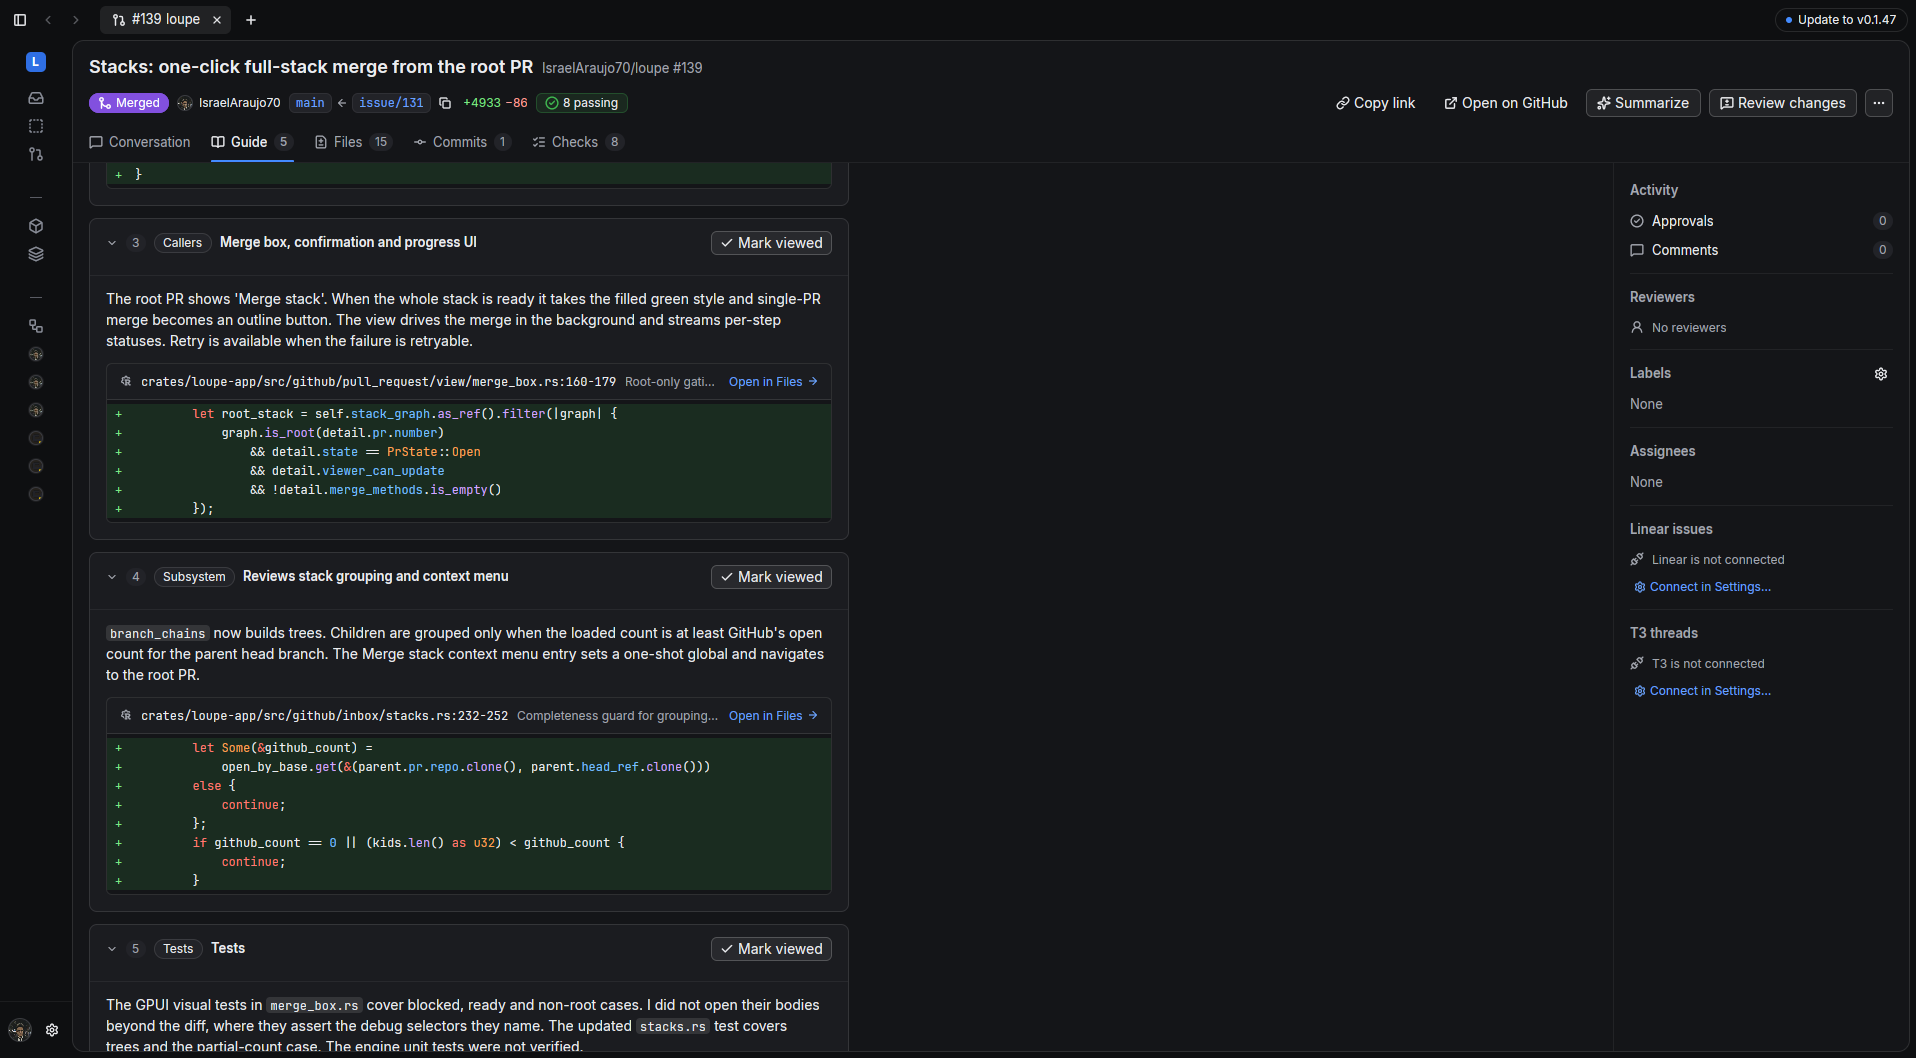 #139 loupe
Update to v0.1.47
L
Stacks: one-click full-stack merge from the root PR IsraelAraujo70/loupe #139
Merged IsraelAraujo70 main ← issue/131 +4933 −86 8 passing
Copy link Open on GitHub Summarize Review changes
Conversation Guide 5 Files 15 Commits 1 Checks 8
+ }
3 Callers Merge box, confirmation and progress UI Mark viewed
The root PR shows 'Merge stack'. When the whole stack is ready it takes the filled green style and single-PR
merge becomes an outline button. The view drives the merge in the background and streams per-step
statuses. Retry is available when the failure is retryable.
crates/loupe-app/src/github/pull_request/view/merge_box.rs:160-179 Root-only gati... Open in Files →
+ let root_stack = self.stack_graph.as_ref().filter(|graph| {
+ graph.is_root(detail.pr.number)
+ && detail.state == PrState::Open
+ && detail.viewer_can_update
+ && !detail.merge_methods.is_empty()
+ });
4 Subsystem Reviews stack grouping and context menu Mark viewed
branch_chains now builds trees. Children are grouped only when the loaded count is at least GitHub's open
count for the parent head branch. The Merge stack context menu entry sets a one-shot global and navigates
to the root PR.
crates/loupe-app/src/github/inbox/stacks.rs:232-252 Completeness guard for grouping... Open in Files →
+ let Some(&github_count) =
+ open_by_base.get(&(parent.pr.repo.clone(), parent.head_ref.clone()))
+ else {
+ continue;
+ };
+ if github_count == 0 || (kids.len() as u32) < github_count {
+ continue;
+ }
5 Tests Tests Mark viewed
The GPUI visual tests in merge_box.rs cover blocked, ready and non-root cases. I did not open their bodies
beyond the diff, where they assert the debug selectors they name. The updated stacks.rs test covers
trees and the partial-count case. The engine unit tests were not verified.
Activity
Approvals 0
Comments 0
Reviewers
No reviewers
Labels
None
Assignees
None
Linear issues
Linear is not connected
Connect in Settings...
T3 threads
T3 is not connected
Connect in Settings...